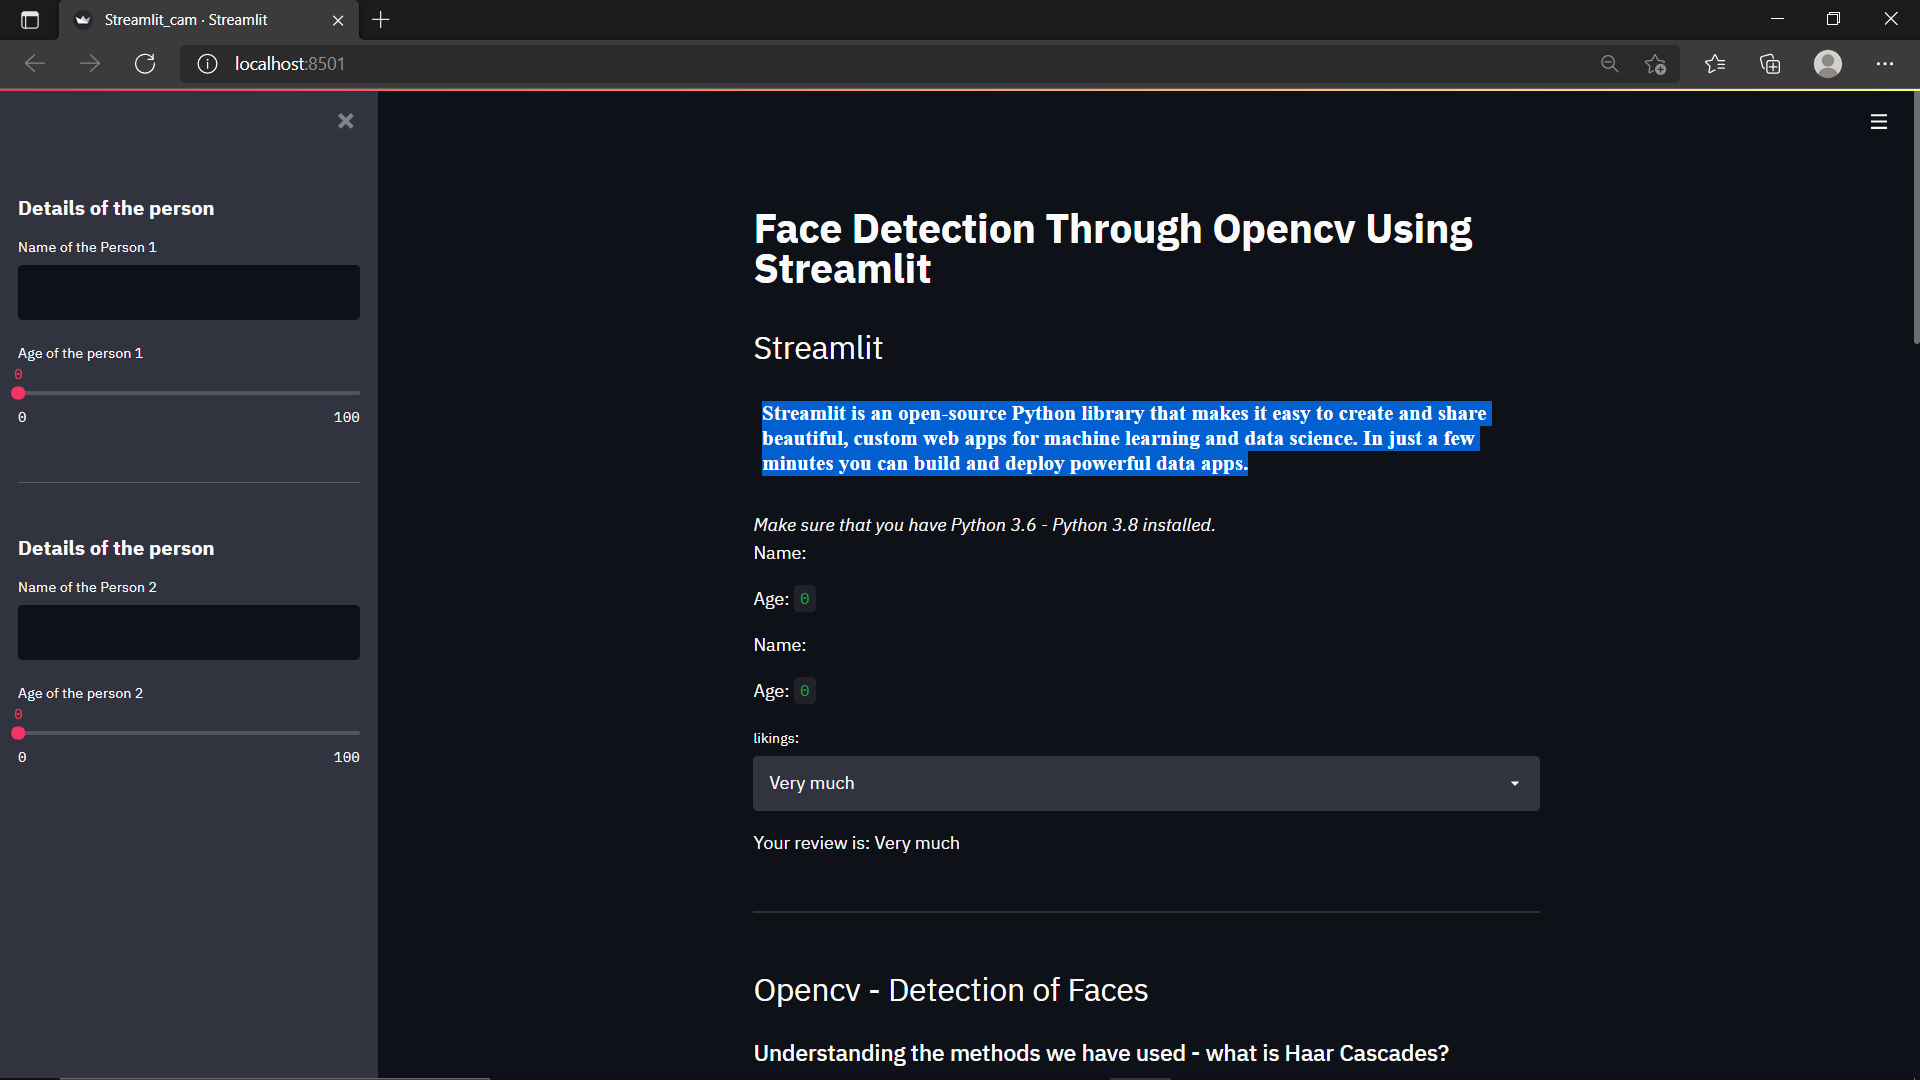 Streamlit_cam · Streamlit
localhost:8501
Details of the person
Name of the Person 1
Age of the person 1
0
0 100
Details of the person
Name of the Person 2
Age of the person 2
0
0 100
Face Detection Through Opencv Using
Streamlit
Streamlit
Streamlit is an open-source Python library that makes it easy to create and share
beautiful, custom web apps for machine learning and data science. In just a few
minutes you can build and deploy powerful data apps.
Make sure that you have Python 3.6 - Python 3.8 installed.
Name:
Age: 0
Name:
Age: 0
likings:
Very much
Your review is: Very much
Opencv - Detection of Faces
Understanding the methods we have used - what is Haar Cascades?